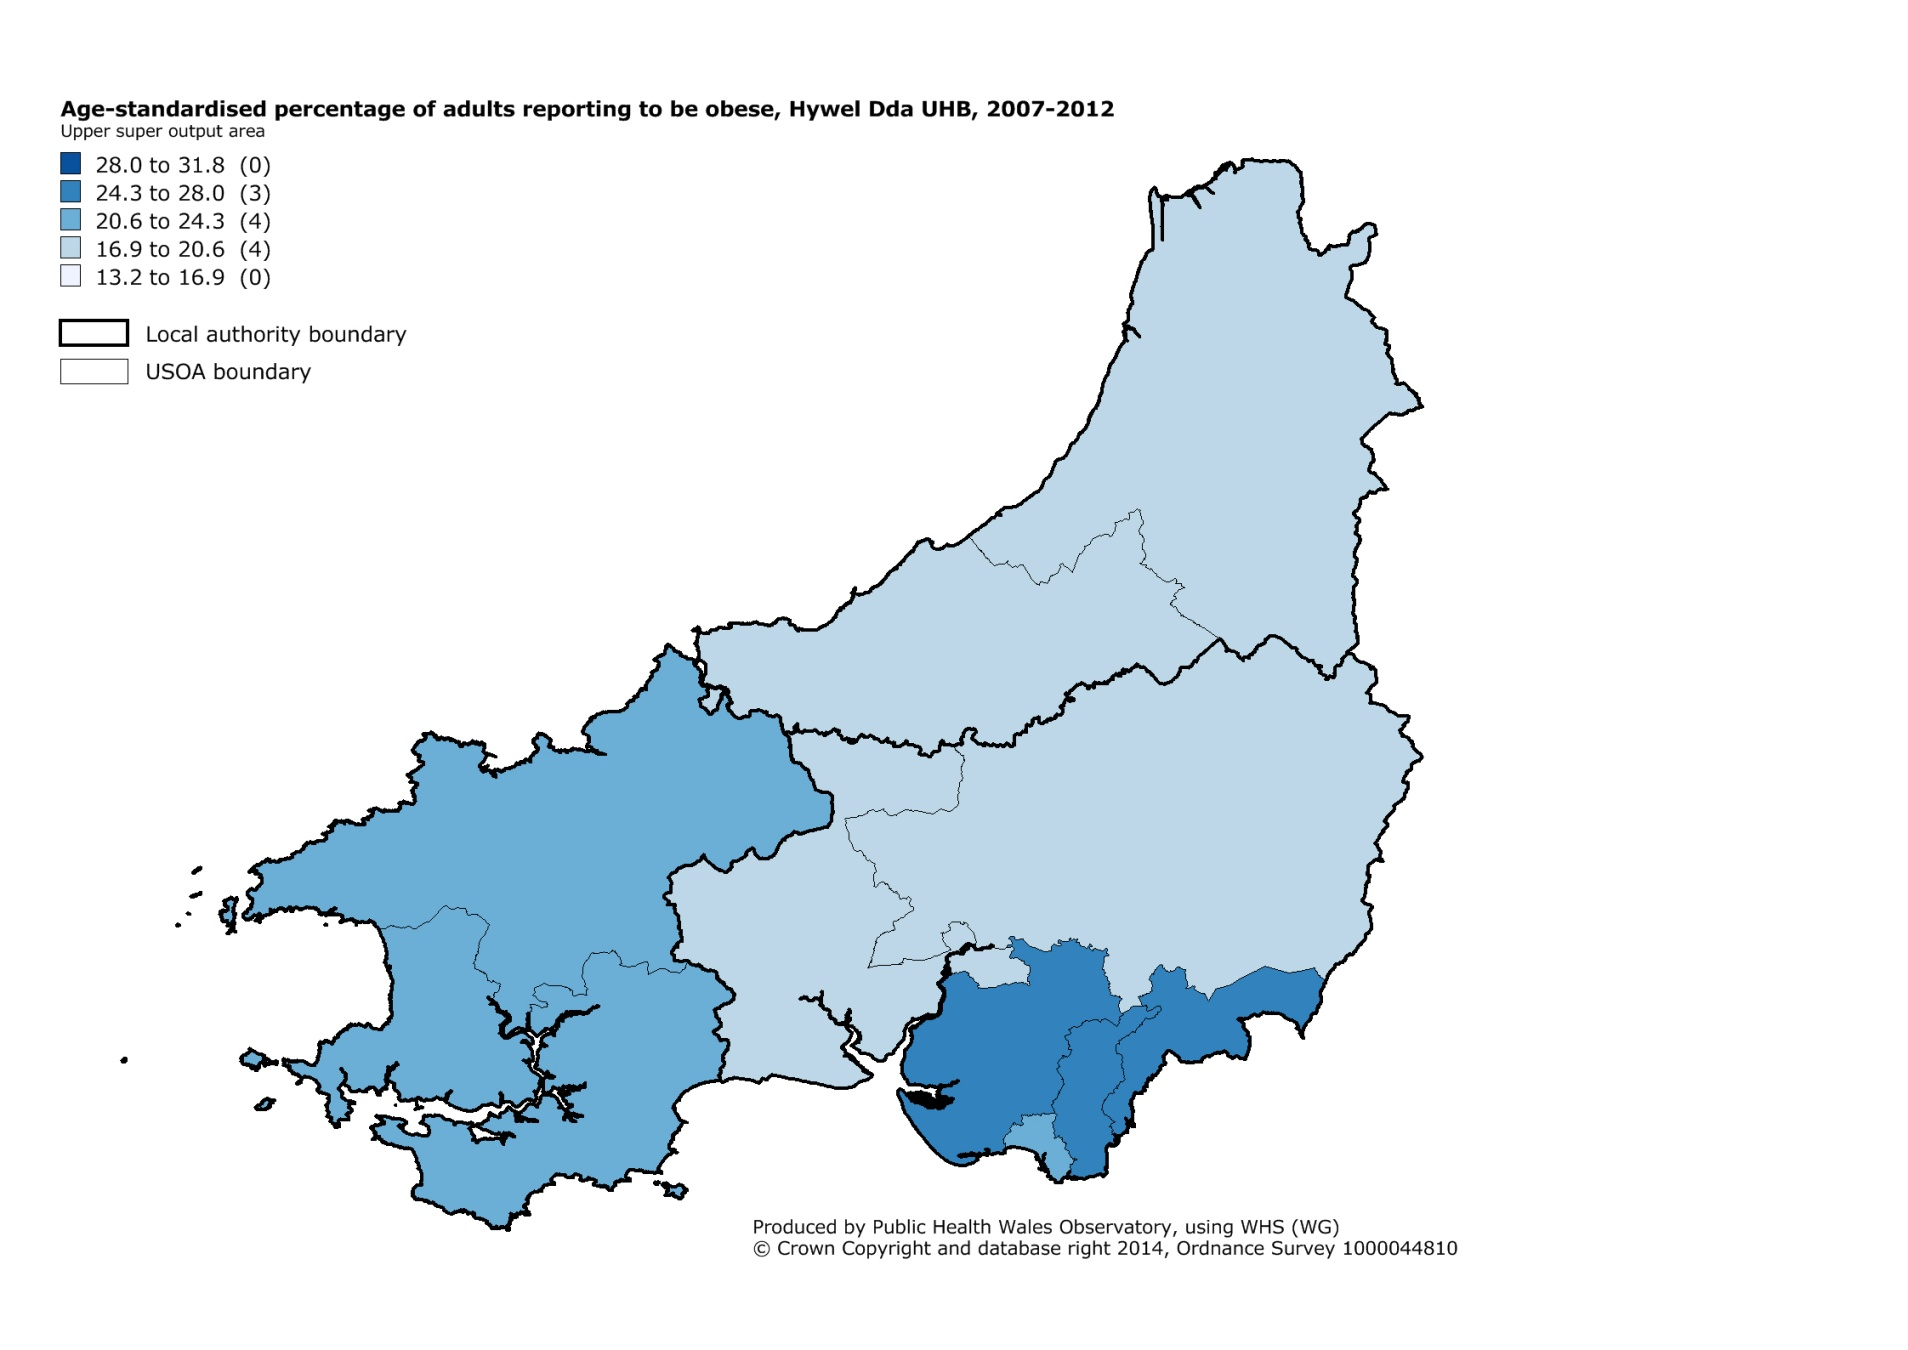 Age-standardised percentage of adults reporting to be obese, Hywel Dda UHB, 2007-2012
Upper super output area
28.0 to 31.8 (0)
24.3 to 28.0 (3)
20.6 to 24.3 (4)
16.9 to 20.6 (4)
13.2 to 16.9 (0)
Local authority boundary
USOA boundary
Produced by Public Health Wales Observatory, using WHS (WG)
© Crown Copyright and database right 2014, Ordnance Survey 1000044810